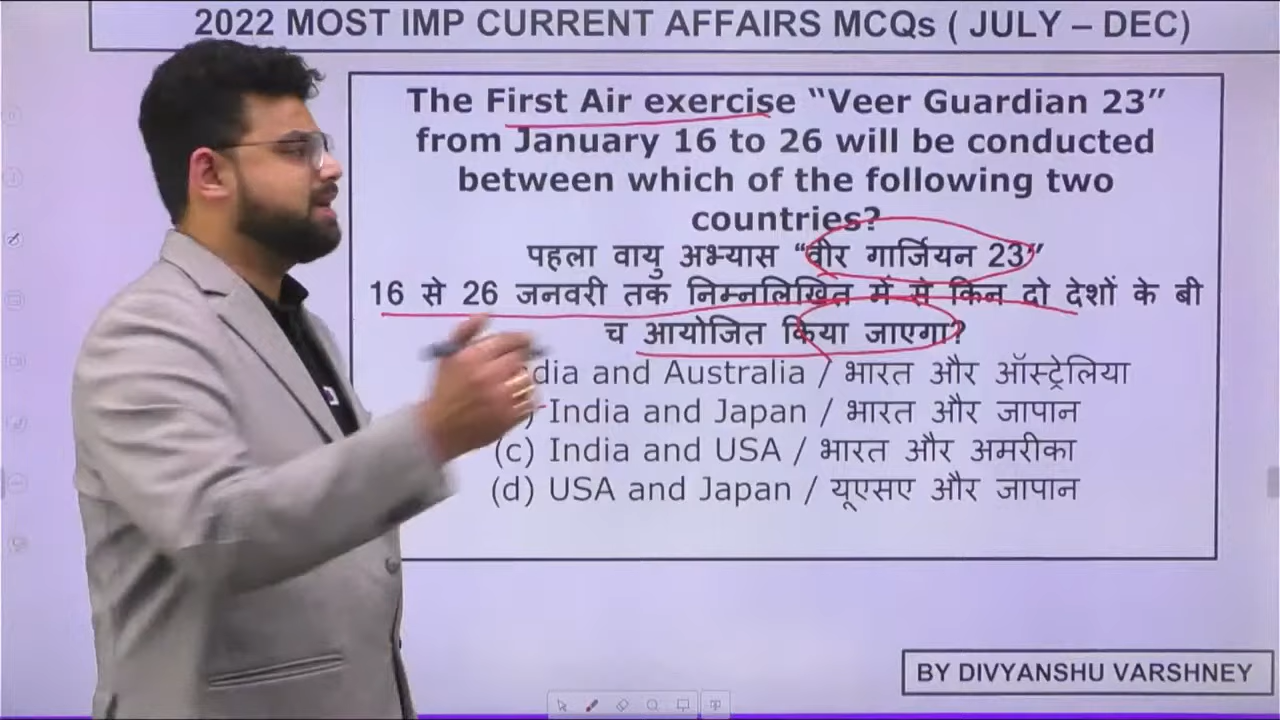 2022 MOST IMP CURRENT AFFAIRS MCQs ( JULY – DEC)
The First Air exercise “Veer Guardian 23”
from January 16 to 26 will be conducted
between which of the following two
countries?
पहला वायु अभ्यास “वीर गार्जियन 23”
16 से 26 जनवरी तक निम्नलिखित में से किन दो देशों के बी
च आयोजित किया जाएगा?
and Australia / भारत और ऑस्ट्रेलिया
India and Japan / भारत और जापान
(c) India and USA / भारत और अमरीका
(d) USA and Japan / यूएसए और जापान
BY DIVYANSHU VARSHNEY